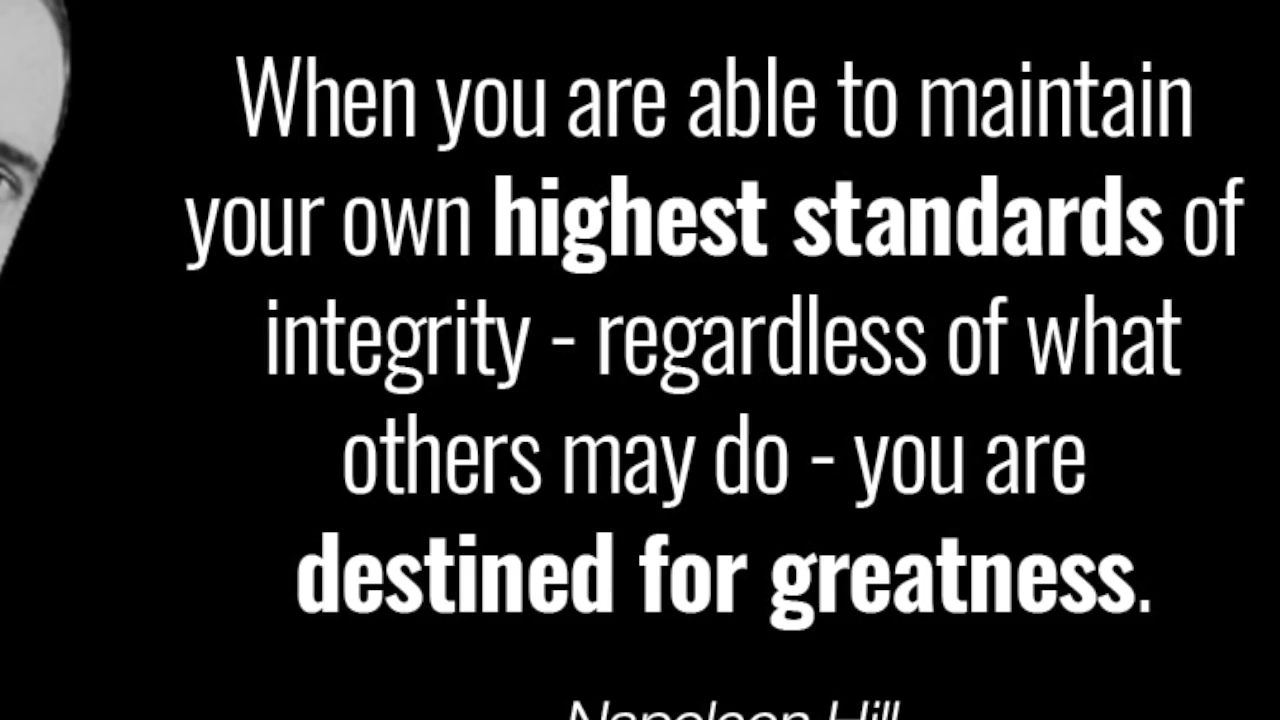 When you are able to maintain
your own highest standards of
integrity - regardless of what
others may do - you are
destined for greatness.
Napoleon Hill